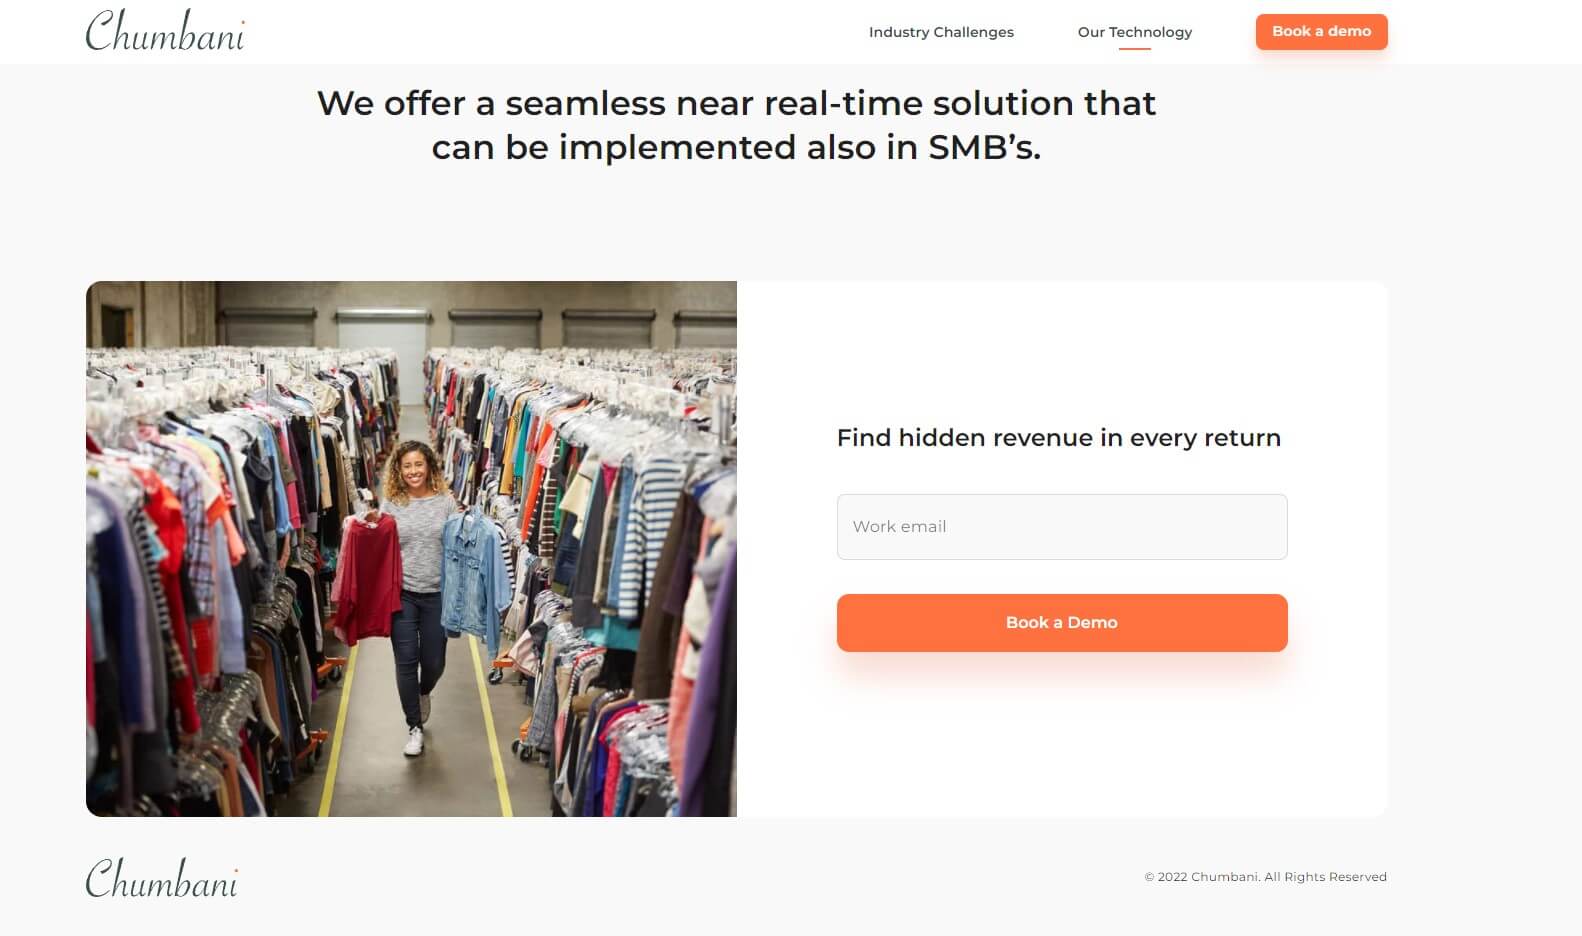 Chumbani
Industry Challenges
Our Technology
Book a demo
We offer a seamless near real-time solution that
can be implemented also in SMB’s.
Find hidden revenue in every return
Work email
Book a Demo
Chumbani
© 2022 Chumbani. All Rights Reserved